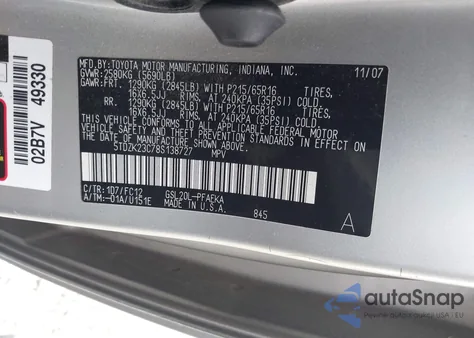 MFD. BY: TOYOTA MOTOR MANUFACTURING, INDIANA, INC. 11/07
GVWR: 2580KG (5690LB)
GAWR: FRT. 1290KG (2845LB) WITH P215/65R16 TIRES,
16X6.5JJ RIMS, AT 240KPA (35PSI) COLD.
RR. 1290KG (2845LB) WITH P215/65R16 TIRES,
16X6.5JJ RIMS, AT 240KPA (35PSI) COLD.
THIS VEHICLE CONFORMS TO ALL APPLICABLE FEDERAL MOTOR
VEHICLE SAFETY, BUMPER, AND THEFT PREVENTION STANDARDS IN
EFFECT ON THE DATE OF MANUFACTURE SHOWN ABOVE.
5TDZK23C78S138727 MPV
C/TR: 1D7/FC12 GSL20L-PFAEKA
A/TM:-01A/U151E MADE IN U.S.A. 845
A
02B7V 49330
autoSnap
| EU